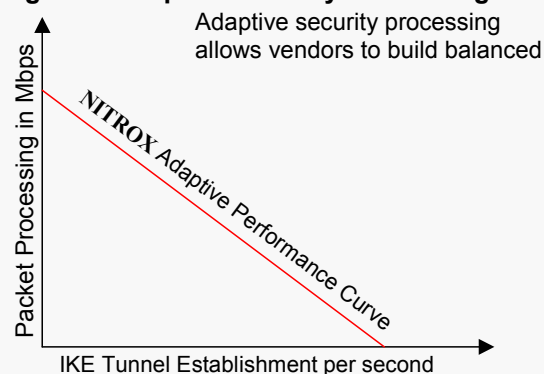 Adaptive security processing
allows vendors to build balanced
Packet Processing in Mbps
NITROX Adaptive Performance Curve
IKE Tunnel Establishment per second